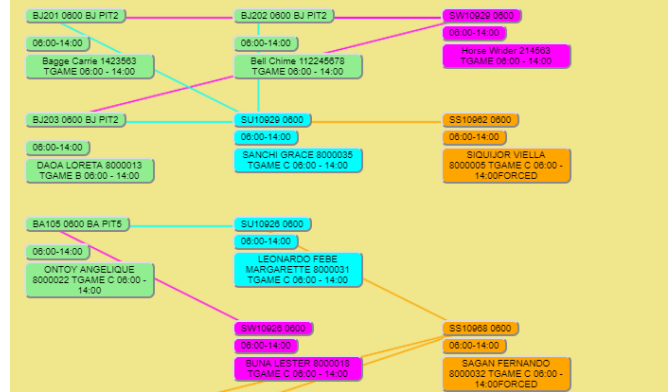 BJ201 0600 BJ PIT2
BJ202 0600 BJ PIT2
SW10929 0600
06:00-14:00
06:00-14:00
06:00-14:00
Bagge Carrie 1423563
TGAME 06:00 - 14:00
Bell Chime 112245678
TGAME 06:00 - 14:00
Horse Wrider 214563
TGAME 06:00 - 14:00
BJ203 0600 BJ PIT2
SU10929 0600
SS10962 0600
06:00-14:00
06:00-14:00
06:00-14:00
DAOA LORETA 8000013
TGAME B 06:00 - 14:00
SANCHI GRACE 8000035
TGAME C 06:00 - 14:00
SIQUIJOR VIELLA
8000005 TGAME C 06:00 -
14:00FORCED
BA105 0600 BA PIT5
SU10926 0600
06:00-14:00
06:00-14:00
ONTOY ANGELIQUE
8000022 TGAME C 06:00 -
14:00
LEONARDO FEBE
MARGARETTE 8000031
TGAME C 06:00 - 14:00
SW10926 0600
SS10968 0600
06:00-14:00
06:00-14:00
BUNA LESTER 8000018
TGAME C 06:00 - 14:00
SAGAN FERNANDO
8000032 TGAME C 06:00 -
14:00FORCED